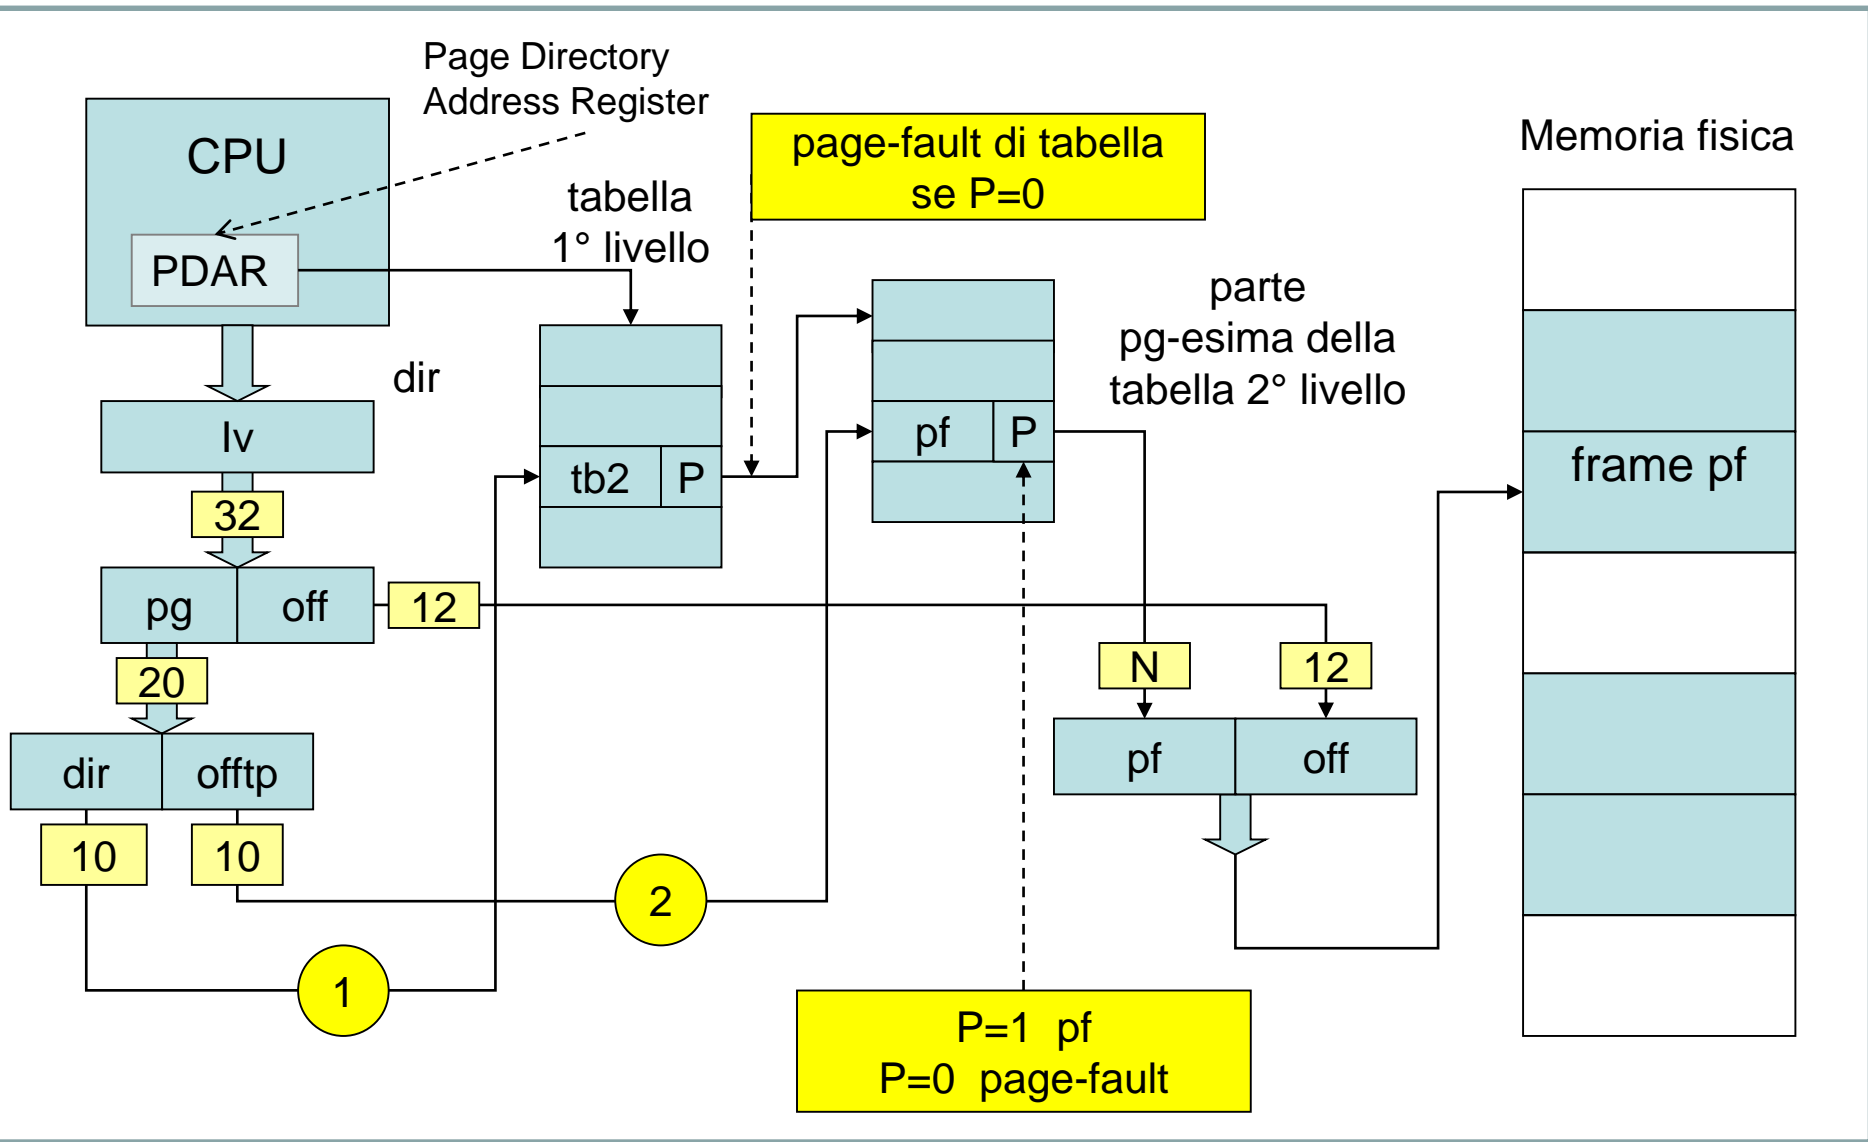 Page Directory
Address Register
CPU
PDAR
tabella
1° livello
page-fault di tabella
se P=0
Memoria fisica
parte
pg-esima della
tabella 2° livello
dir
Iv
pf P
frame pf
tb2 P
32
pg off
12
20
N 12
dir offtp
pf off
10 10
2
1
P=1 pf
P=0 page-fault